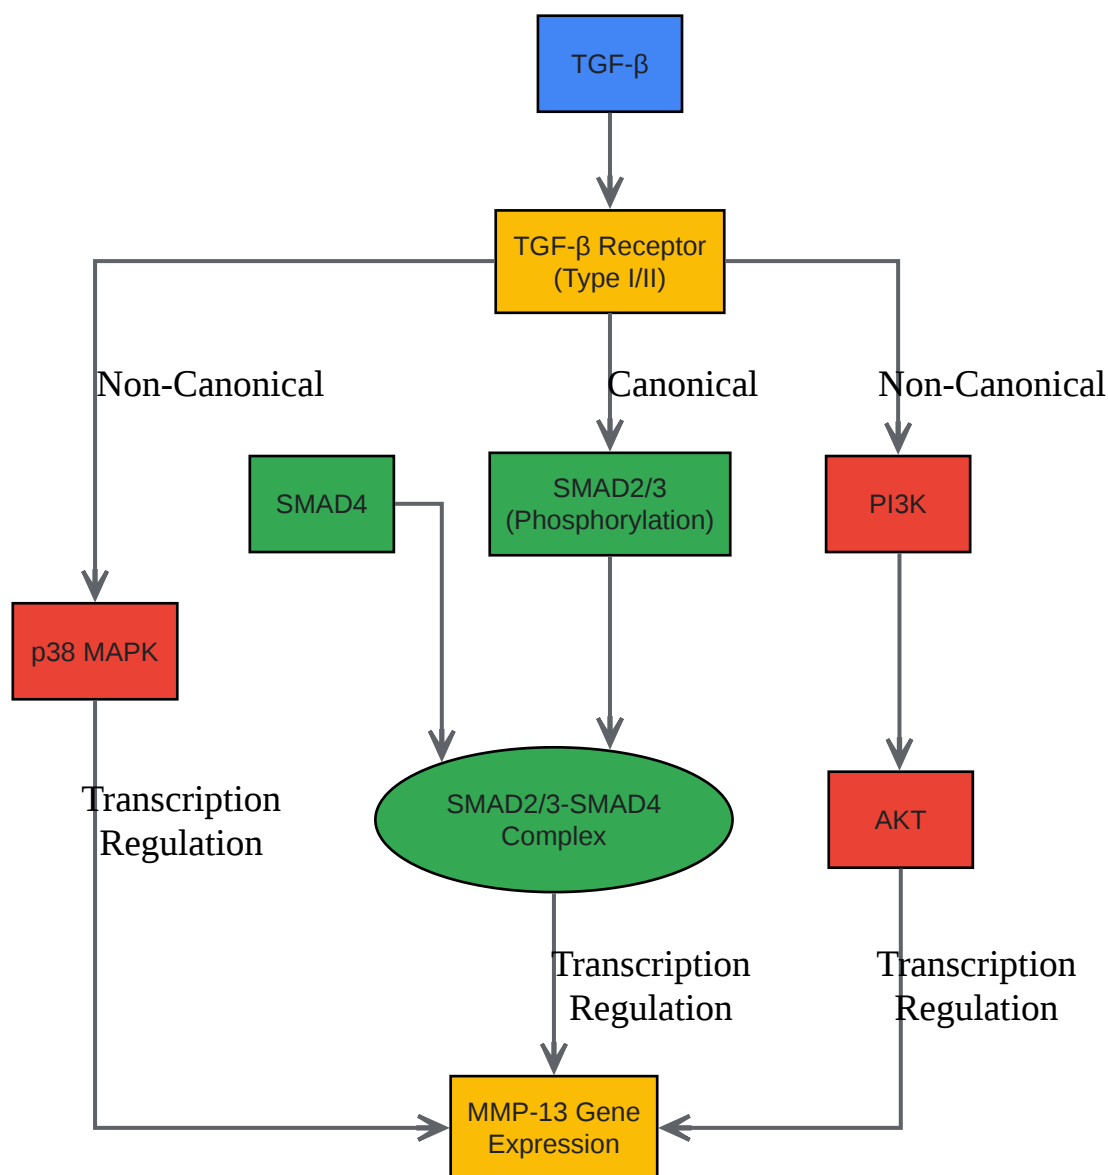 TGF-β
TGF-β Receptor
(Type I/II)
Non-Canonical
Canonical
Non-Canonical
SMAD4
SMAD2/3
(Phosphorylation)
PI3K
p38 MAPK
Transcription
Regulation
SMAD2/3-SMAD4
Complex
AKT
Transcription
Regulation
Transcription
Regulation
MMP-13 Gene
Expression